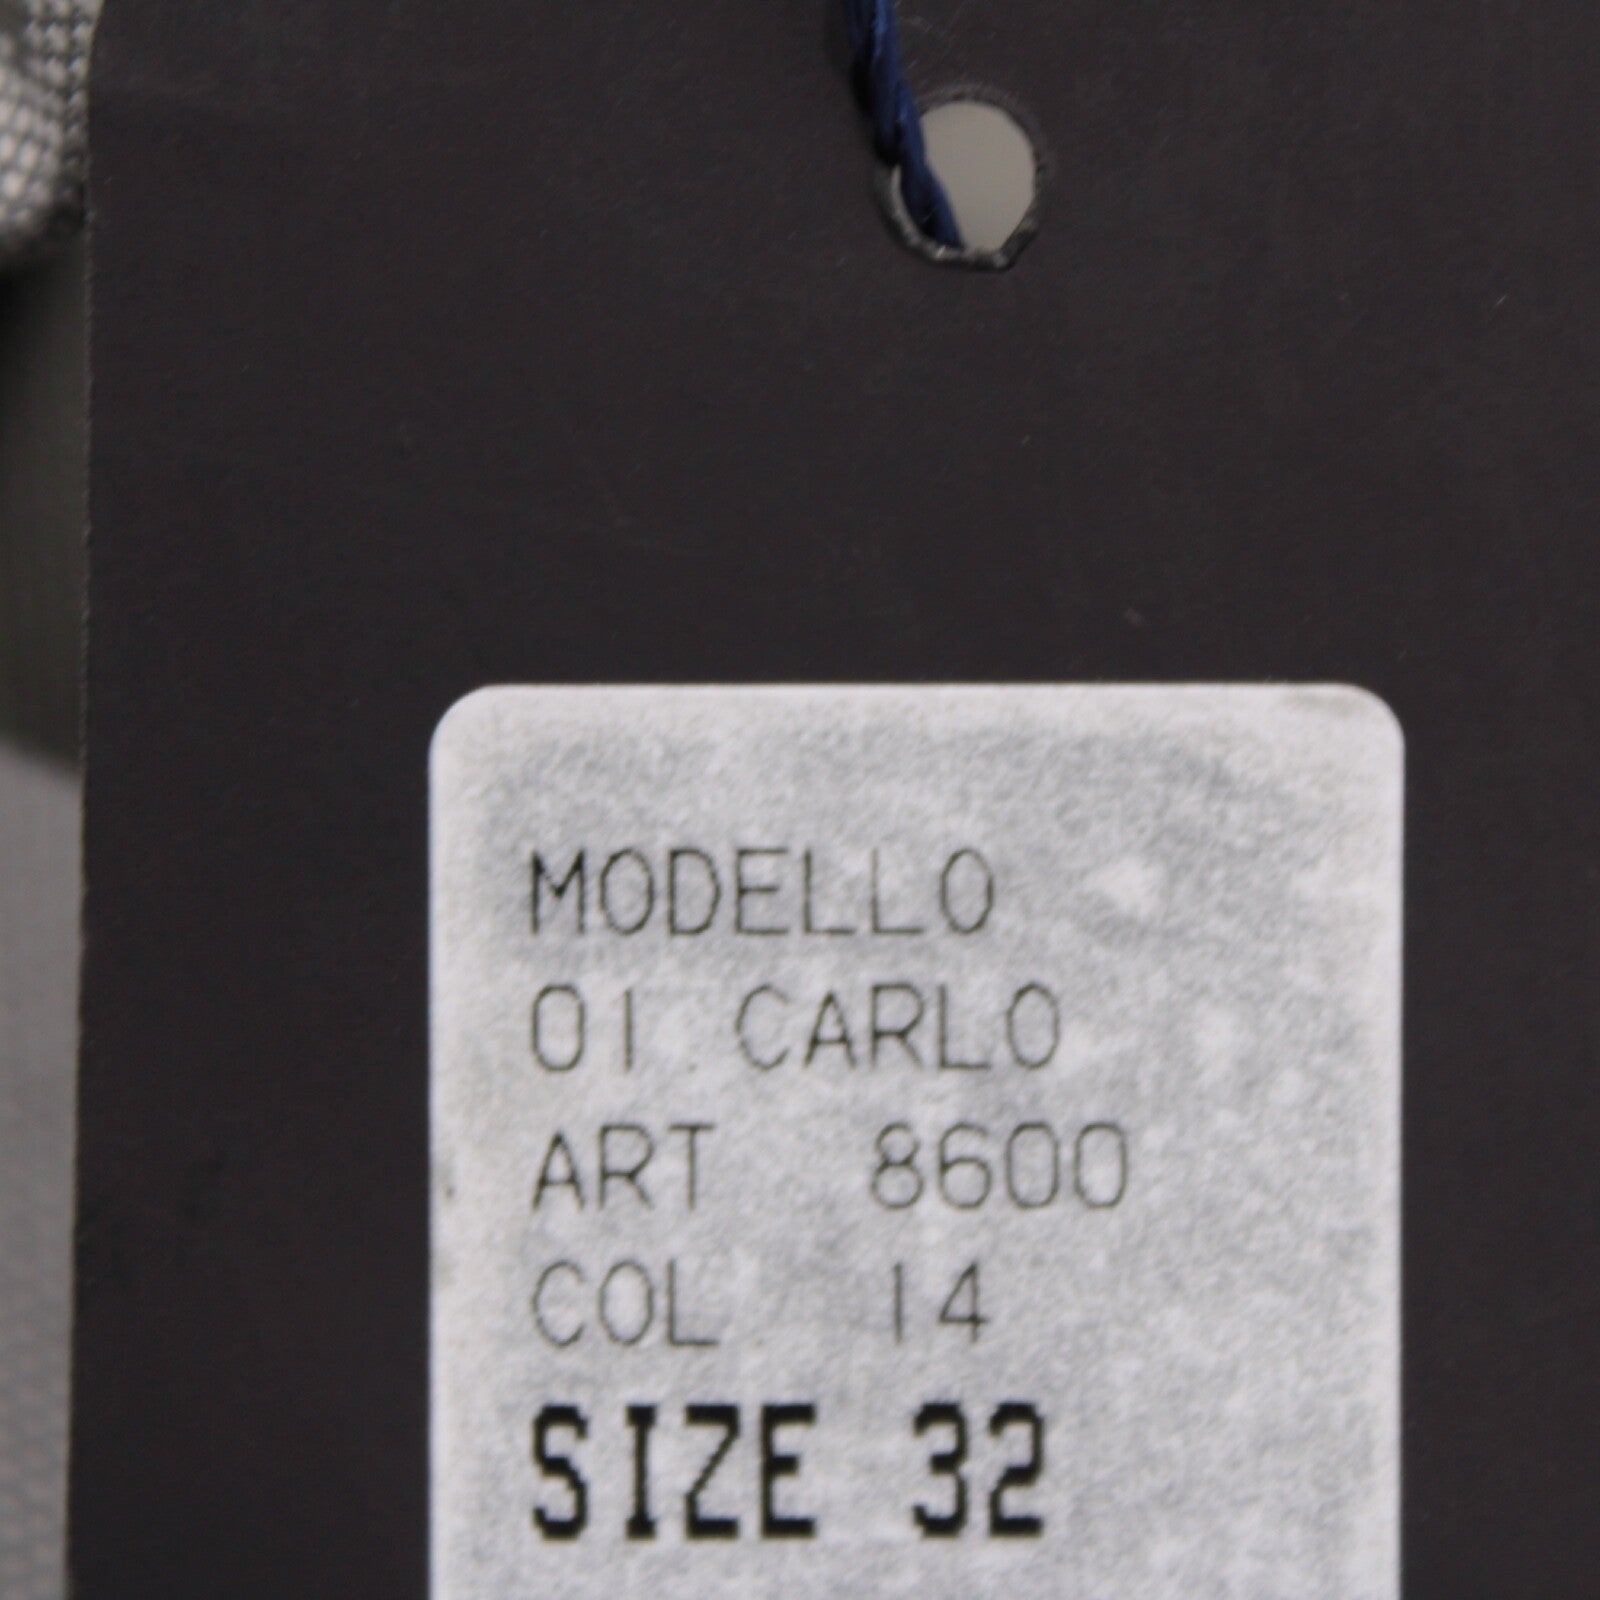 MODELLO
01.CARLO
ART 8600
COL. 14
SIZE 32